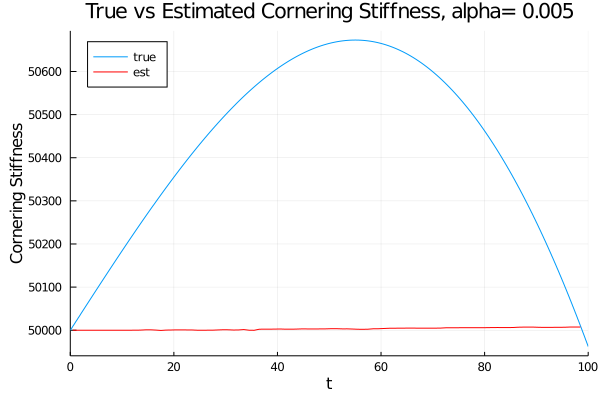 True vs Estimated Cornering Stiffness, alpha= 0.005
true
est
Cornering Stiffness
50600
50500
50400
50300
50200
50100
50000
0 20 40 60 80 100
t